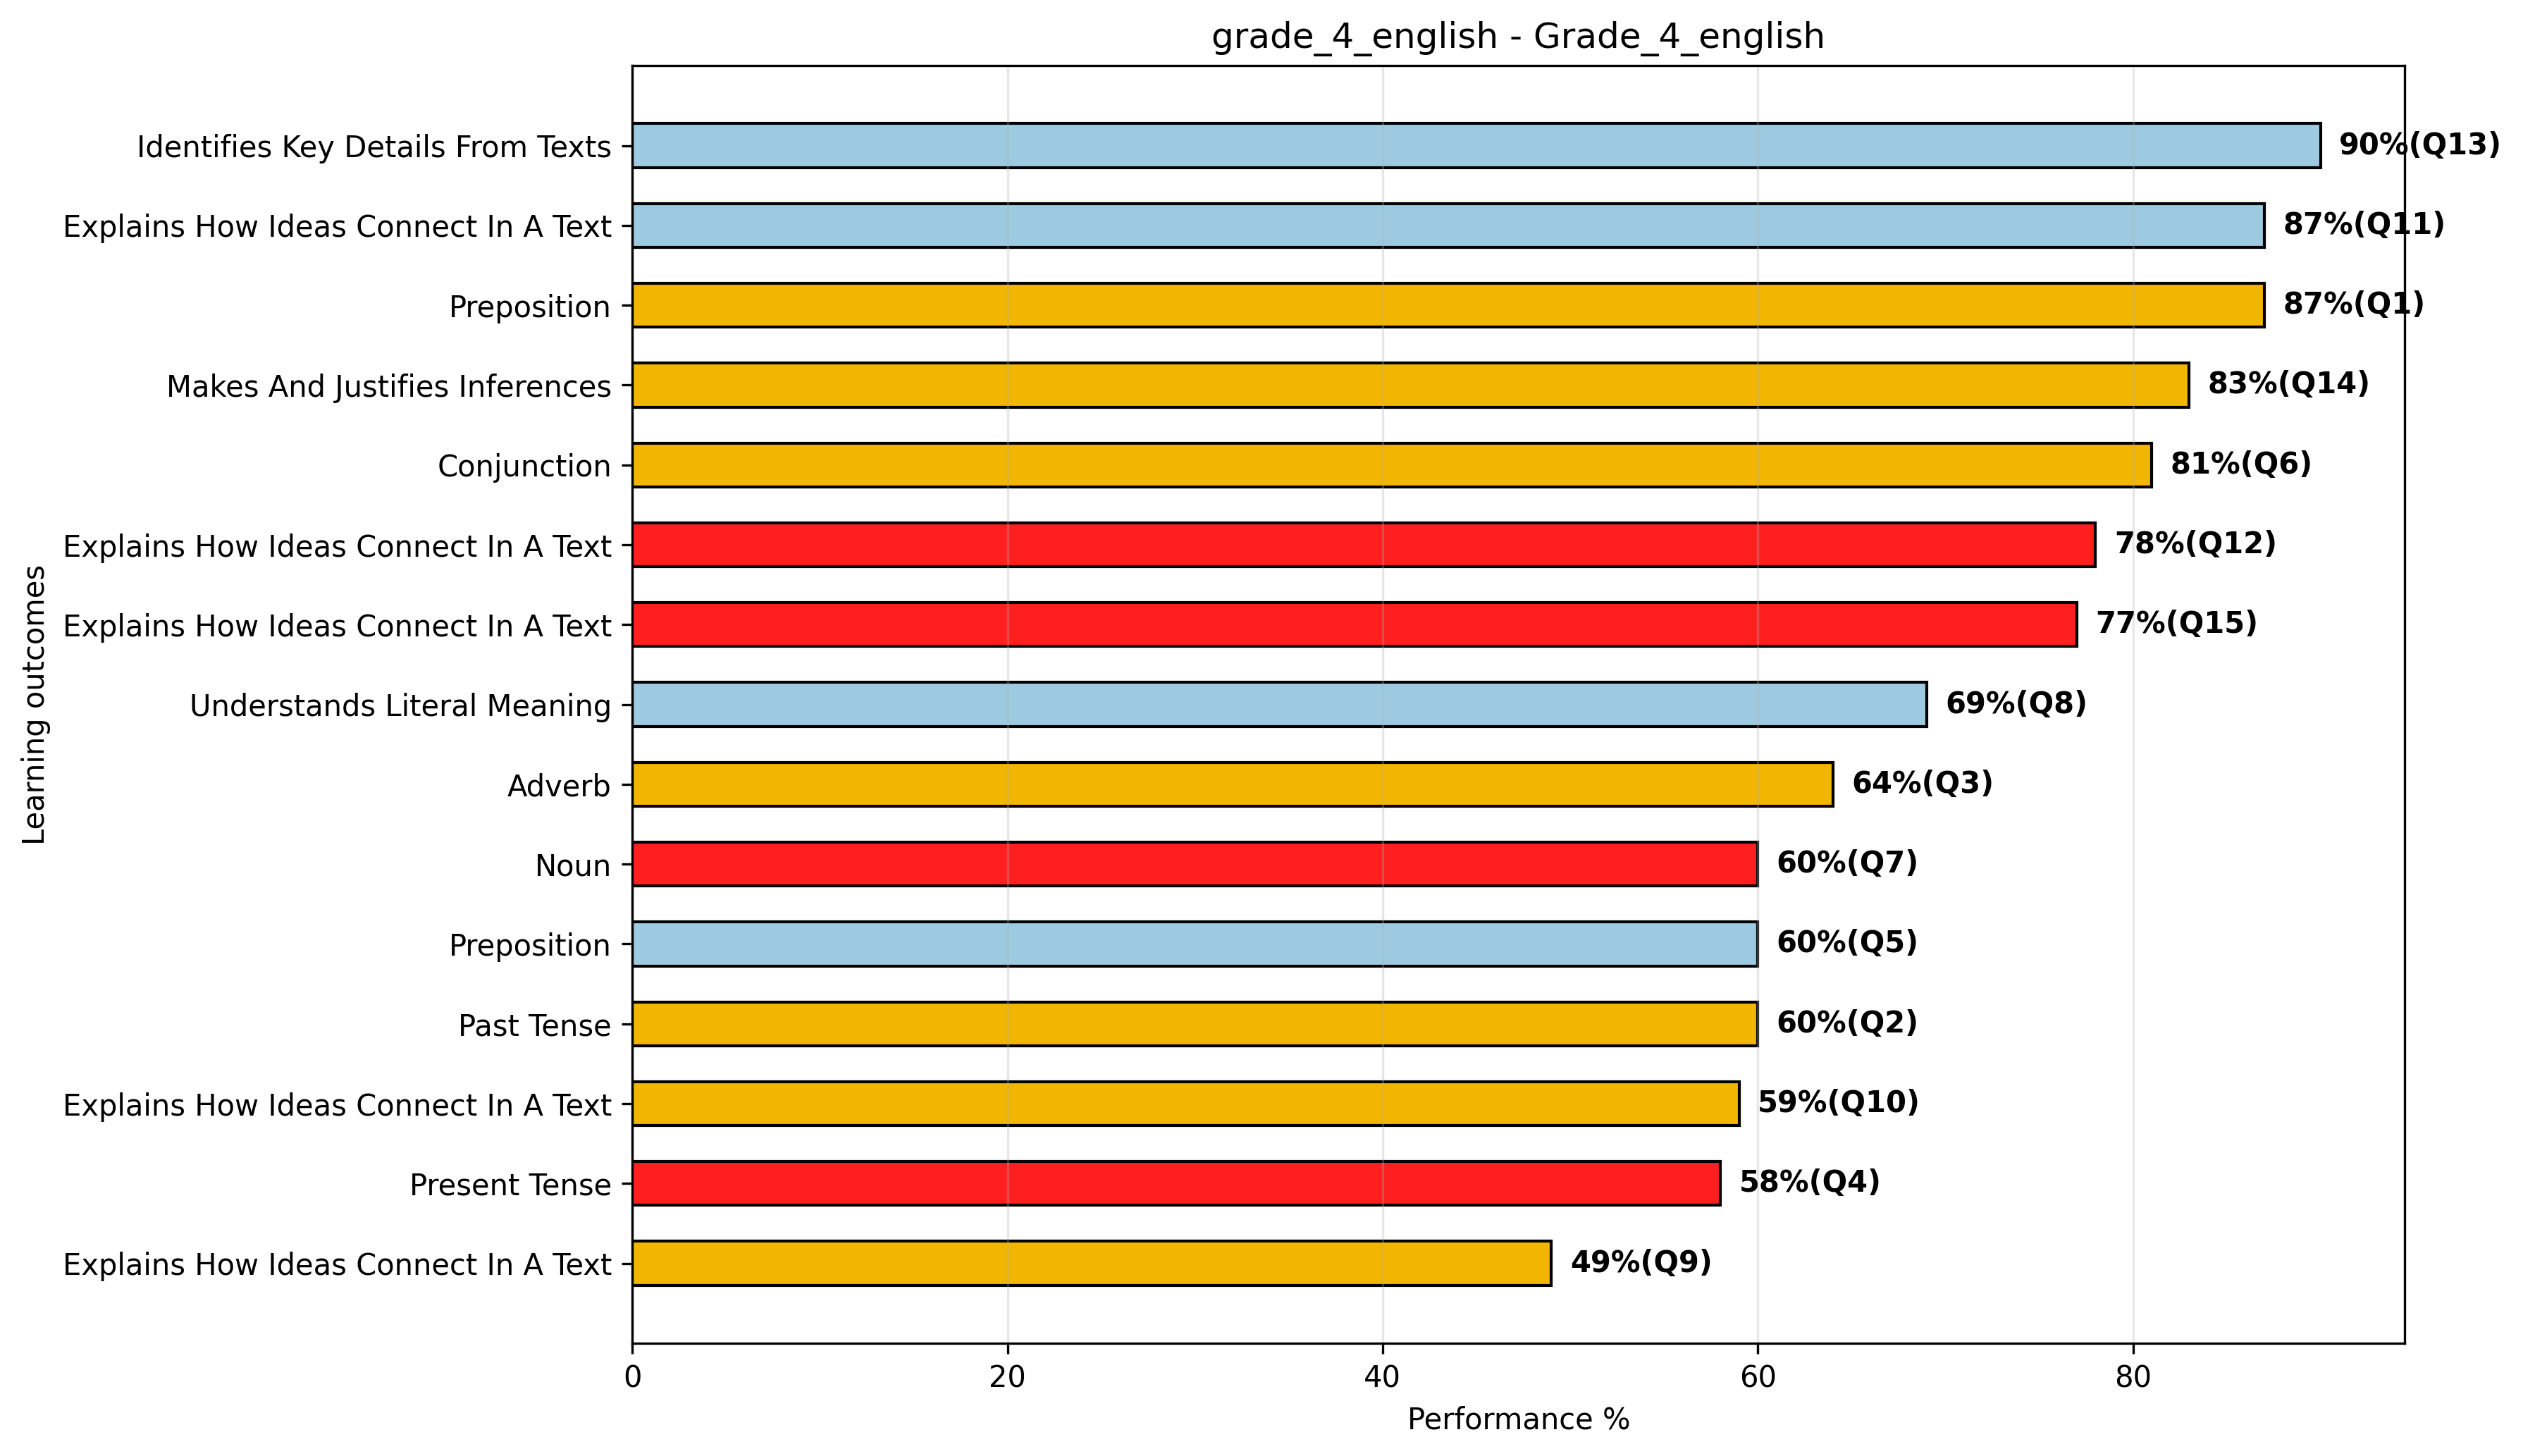 grade_4_english - Grade_4_english
Identifies Key Details From Texts 90%(Q13)
Explains How Ideas Connect In A Text 87%(Q11)
Preposition 87%(Q1)
Makes And Justifies Inferences 83%(Q14)
Conjunction 81%(Q6)
Explains How Ideas Connect In A Text 78%(Q12)
Explains How Ideas Connect In A Text 77%(Q15)
Understands Literal Meaning 69%(Q8)
Adverb 64%(Q3)
Noun 60%(Q7)
Preposition 60%(Q5)
Past Tense 60%(Q2)
Explains How Ideas Connect In A Text 59%(Q10)
Present Tense 58%(Q4)
Explains How Ideas Connect In A Text 49%(Q9)
Learning outcomes
0 20 40 60 80
Performance %